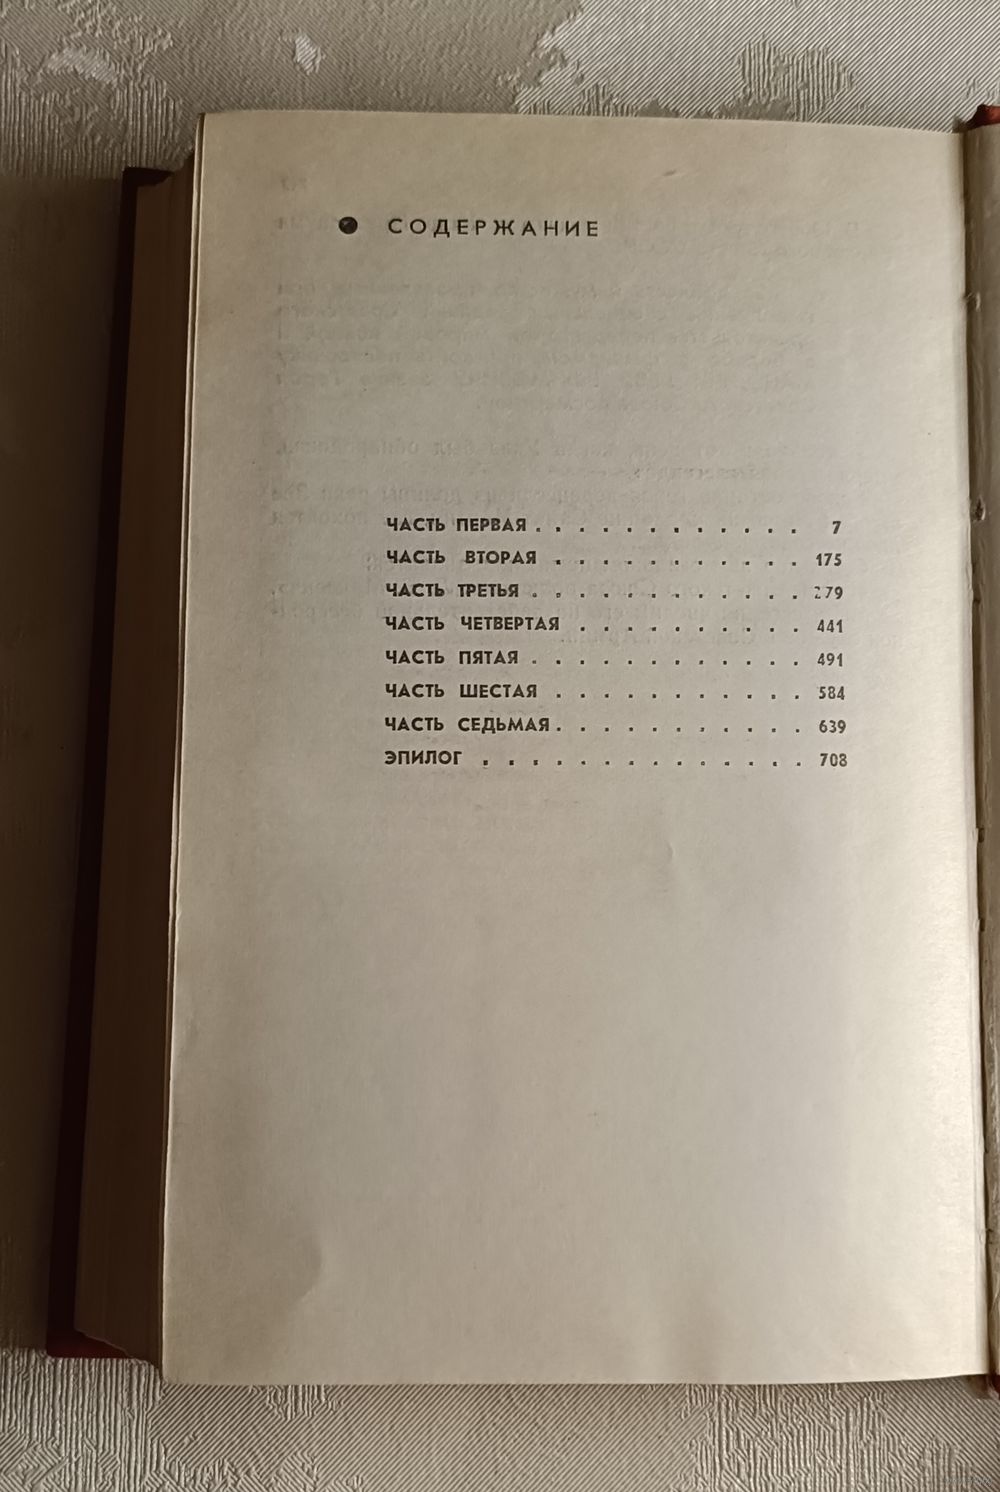 СОДЕРЖАНИЕ
ЧАСТЬ ПЕРВАЯ . . . . . . . . . . . . 7
ЧАСТЬ ВТОРАЯ . . . . . . . . . . . 175
ЧАСТЬ ТРЕТЬЯ . . . . . . . . . . . . 279
ЧАСТЬ ЧЕТВЕРТАЯ . . . . . . . . . . 441
ЧАСТЬ ПЯТАЯ . . . . . . . . . . . . 491
ЧАСТЬ ШЕСТАЯ . . . . . . . . . . . 584
ЧАСТЬ СЕДЬМАЯ . . . . . . . . . . . 639
ЭПИЛОГ . . . . . . . . . . . . . . 708